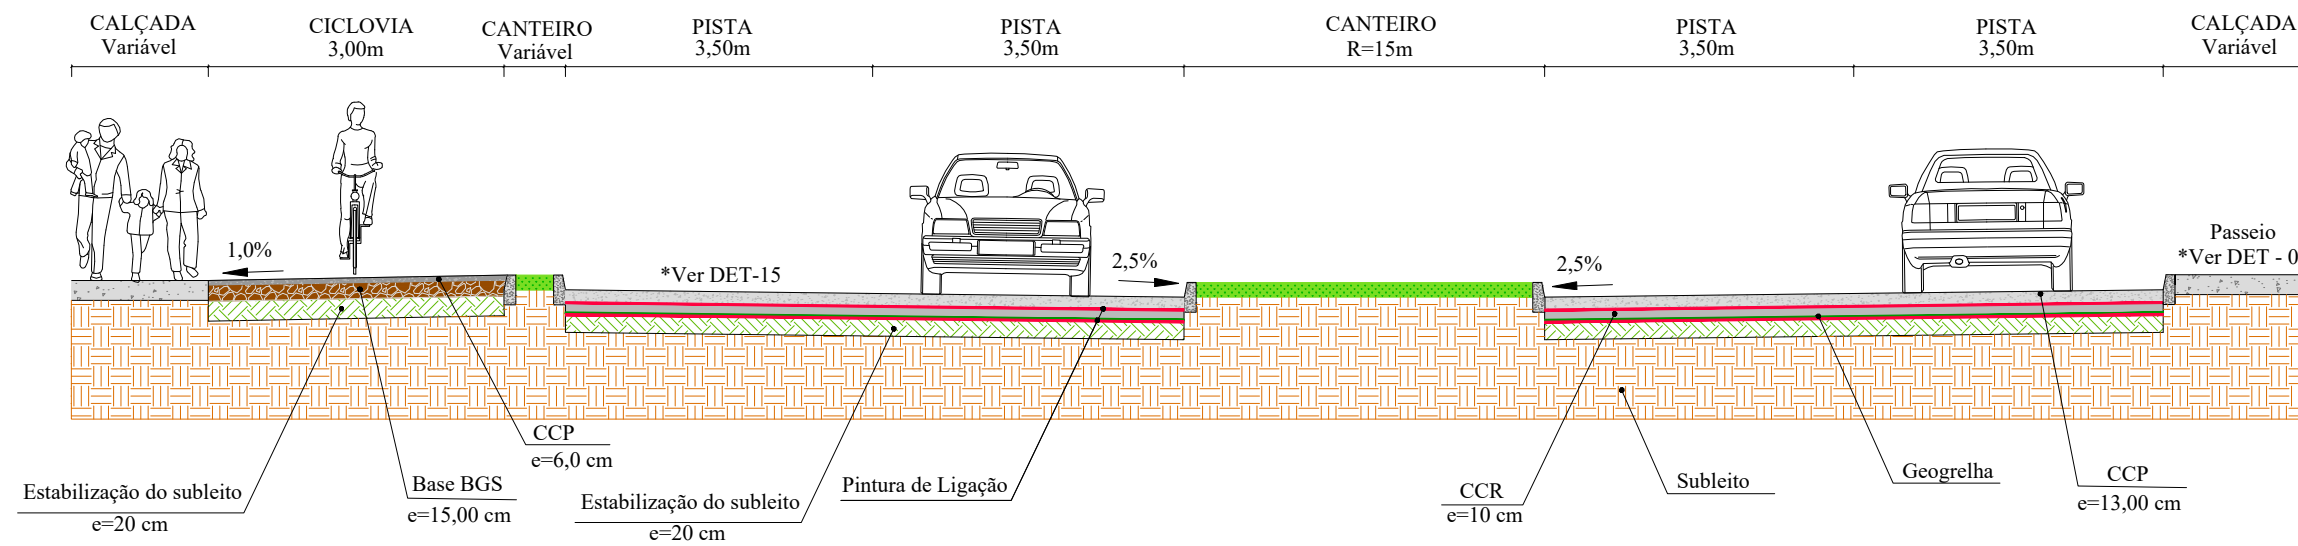 CALÇADA
Variável
CICLOVIA
3,00m
CANTEIRO
Variável
PISTA
3,50m
PISTA
3,50m
CANTEIRO
R=15m
PISTA
3,50m
PISTA
3,50m
CALÇADA
Variável
1,0%
*Ver DET-15
2,5%
2,5%
Passeio
*Ver DET - 0
CCP
e=6,0 cm
Base BGS
e=15,00 cm
Estabilização do subleito
e=20 cm
Estabilização do subleito
e=20 cm
Pintura de Ligação
CCR
e=10 cm
Subleito
Geogrelha
CCP
e=13,00 cm